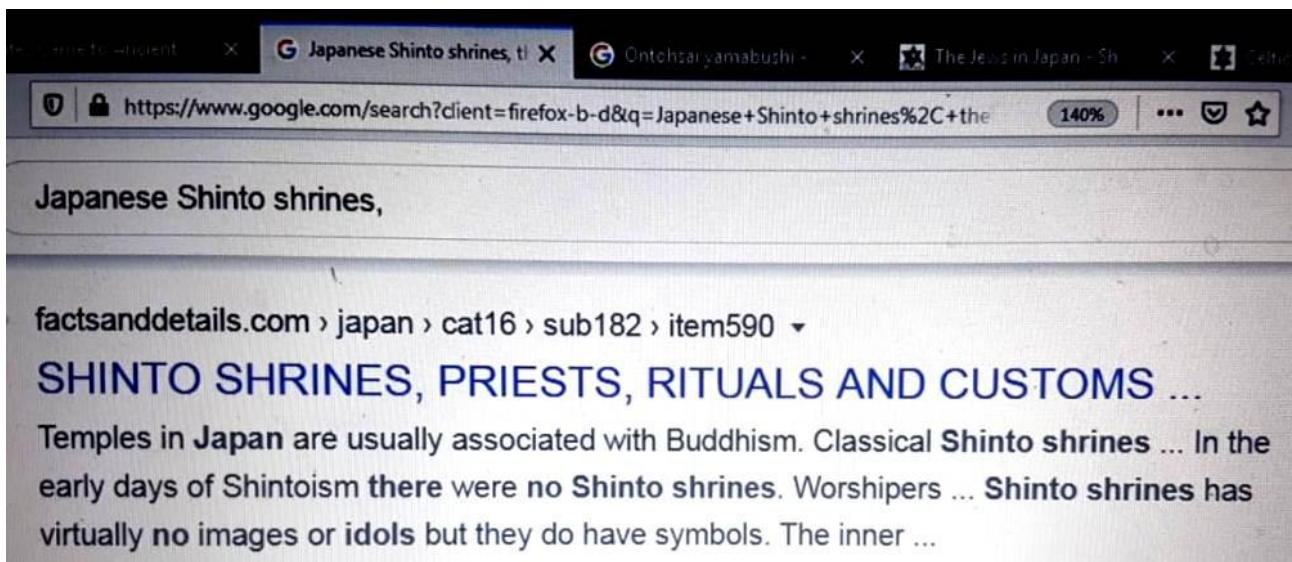 Japanese Shinto shrines, tl
Ontohsai yamabushi -
The Jews in Japan - Sh
https://www.google.com/search?client=firefox-b-d&q=Japanese+Shinto+shrines%2C+the 140%
Japanese Shinto shrines,
factsanddetails.com › japan › cat16 › sub182 › item590
SHINTO SHRINES, PRIESTS, RITUALS AND CUSTOMS ...
Temples in Japan are usually associated with Buddhism. Classical Shinto shrines ... In the
early days of Shintoism there were no Shinto shrines. Worshipers ... Shinto shrines has
virtually no images or idols but they do have symbols. The inner ...